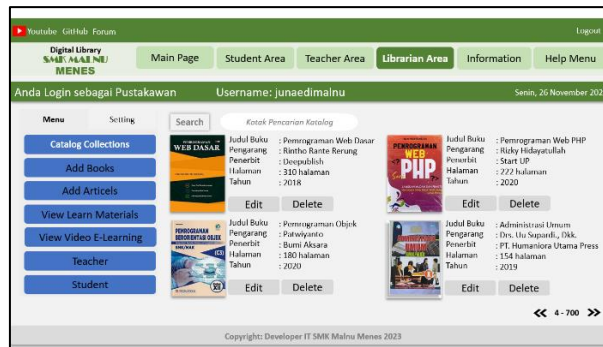 Youtube GitHub Forum
Logout
Digital Library
SMK MALNU
MENES
Main Page
Student Area
Teacher Area
Librarian Area
Information
Help Menu
Anda Login sebagai Pustakawan
Username: junaedimalnu
Senin, 26 November 202
Menu
Setting
Catalog Collections
Add Books
Add Articels
View Learn Materials
View Video E-Learning
Teacher
Student
Search
Kotak Pencarian Katalog
WEB DASAR
Judul Buku : Pemrograman Web Dasar
Pengarang : Rintho Rante Rerung
Penerbit : Deepublish
Halaman : 310 halaman
Tahun : 2018
Edit
Delete
PEMROGRAMAN
WEB
PHP
Judul Buku : Pemrograman Web PHP
Pengarang : Rizky Hidayatullah
Penerbit : Start UP
Halaman : 222 halaman
Tahun : 2020
Edit
Delete
PEMROGRAMAN
BERORIENTASI OBJEK
SMK/MAK
XII
Judul Buku : Pemrograman Objek
Pengarang : Patwiyanto
Penerbit : Bumi Aksara
Halaman : 180 halaman
Tahun : 2020
Edit
Delete
Judul Buku : Administrasi Umum
Pengarang : Drs. Uu Supardi., Dkk.
Penerbit : PT. Humaniora Utama Press
Halaman : 154 halaman
Tahun : 2019
Edit
Delete
4 - 700
Copyright: Developer IT SMK Malnu Menes 2023